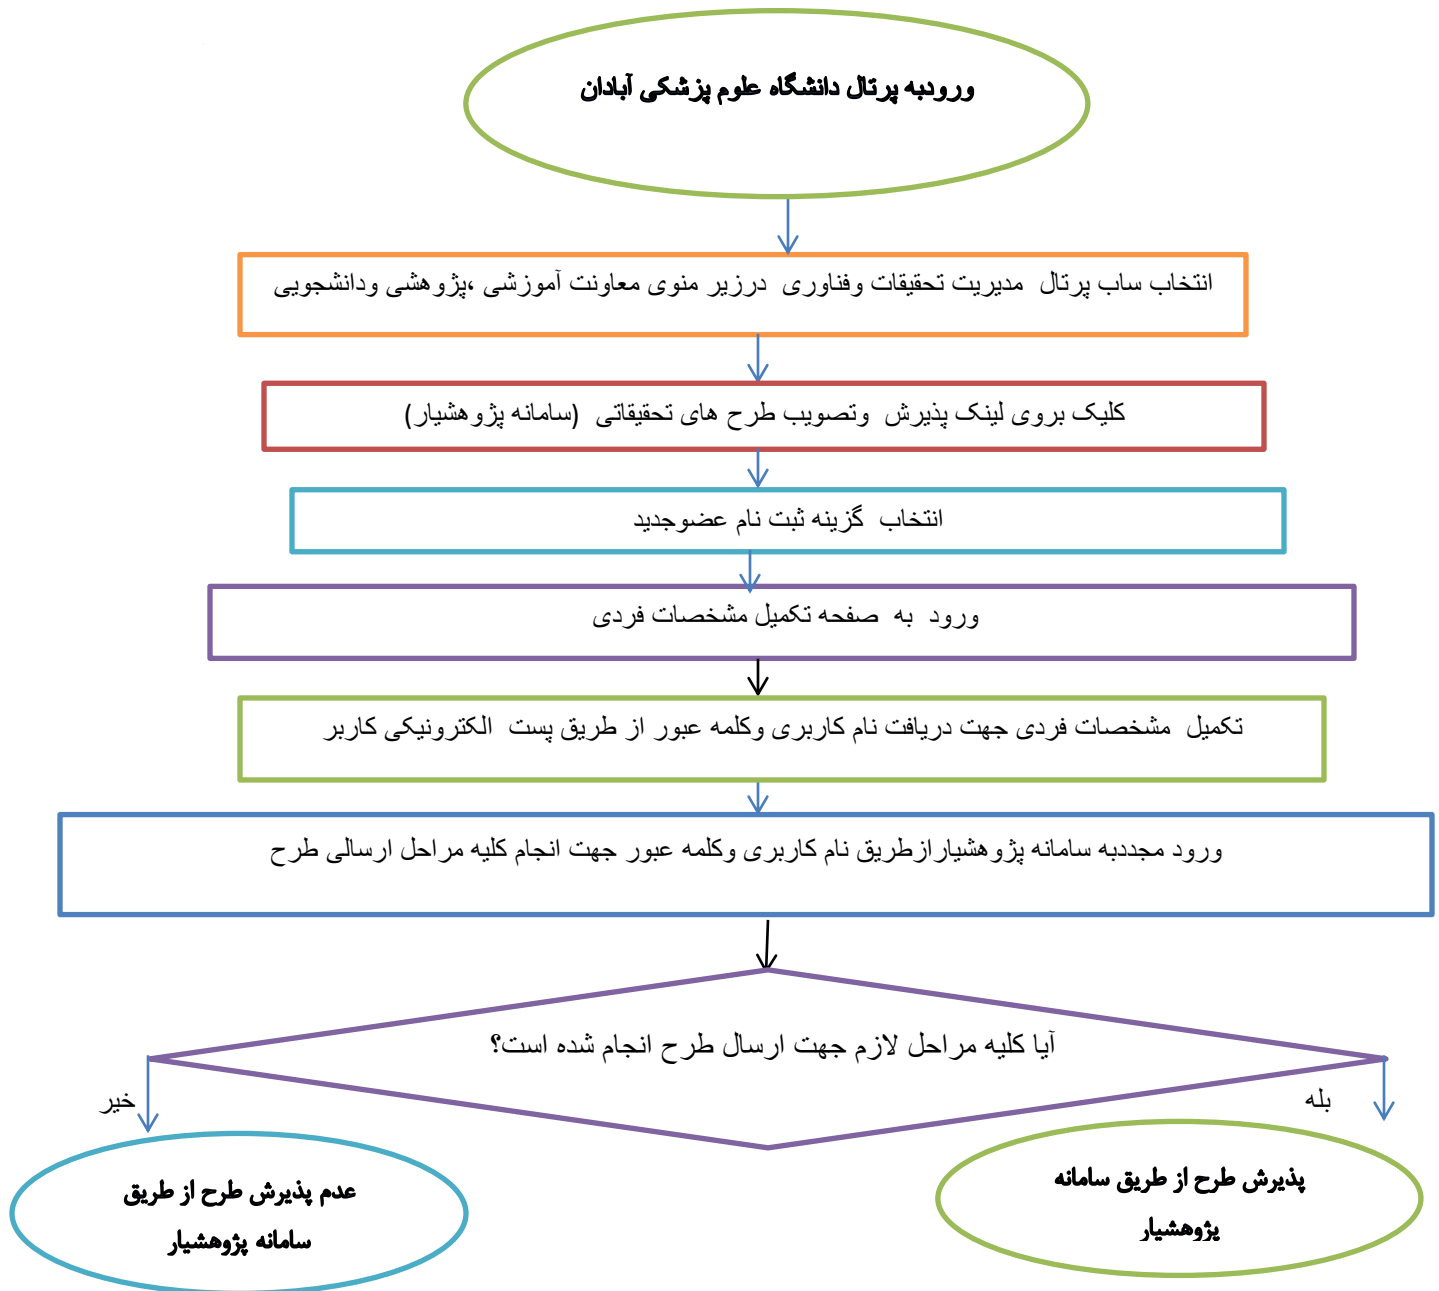 ورودبه پرتال دانشگاه علوم پزشکی آبادان
انتخاب ساب پرتال مدیریت تحقیقات وفناوری درزیر منوی معاونت آموزشی ،پژوهشی ودانشجویی
کلیک بروی لینک پذیرش وتصویب طرح های تحقیقاتی (سامانه پژوهشیار)
انتخاب گزینه ثبت نام عضوجدید
ورود به صفحه تکمیل مشخصات فردی
تکمیل مشخصات فردی جهت دریافت نام کاربری وکلمه عبور از طریق پست الکترونیکی کاربر
ورود مجددبه سامانه پژوهشیارازطریق نام کاربری وکلمه عبور جهت انجام کلیه مراحل ارسالی طرح
آیا کلیه مراحل لازم جهت ارسال طرح انجام شده است؟
بله
خیر
پذیرش طرح از طریق سامانه
پژوهشیار
عدم پذیرش طرح از طریق
سامانه پژوهشیار